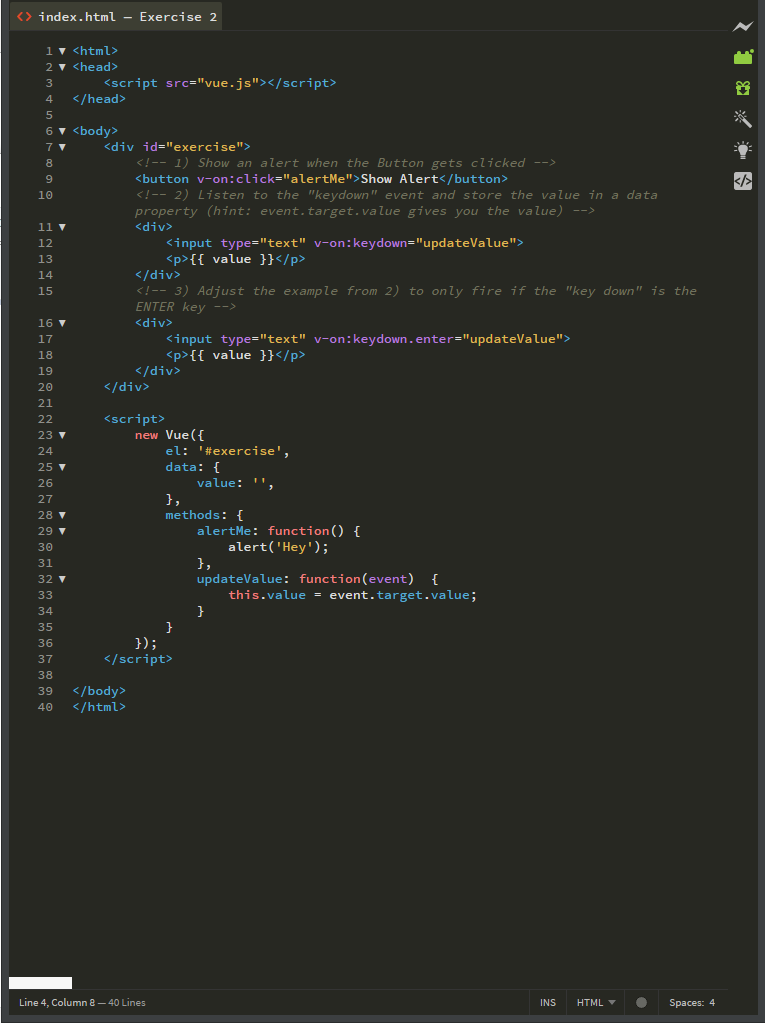 <> index.html — Exercise 2
1 ▼ <html>
2 ▼ <head>
3     <script src="vue.js"></script>
4 </head>
5
6 ▼ <body>
7 ▼     <div id="exercise">
8         <!-- 1) Show an alert when the Button gets clicked -->
9         <button v-on:click="alertMe">Show Alert</button>
10         <!-- 2) Listen to the "keydown" event and store the value in a data
property (hint: event.target.value gives you the value) -->
11 ▼         <div>
12             <input type="text" v-on:keydown="updateValue">
13             <p>{{ value }}</p>
14         </div>
15         <!-- 3) Adjust the example from 2) to only fire if the "key down" is the
ENTER key -->
16 ▼         <div>
17             <input type="text" v-on:keydown.enter="updateValue">
18             <p>{{ value }}</p>
19         </div>
20     </div>
21
22     <script>
23 ▼         new Vue({
24             el: '#exercise',
25 ▼             data: {
26                 value: '',
27             },
28 ▼             methods: {
29 ▼                 alertMe: function() {
30                     alert('Hey');
31                 },
32 ▼                 updateValue: function(event)  {
33                     this.value = event.target.value;
34                 }
35             }
36         });
37     </script>
38
39 </body>
40 </html>
Line 4, Column 8 — 40 Lines INS HTML ▼ Spaces: 4